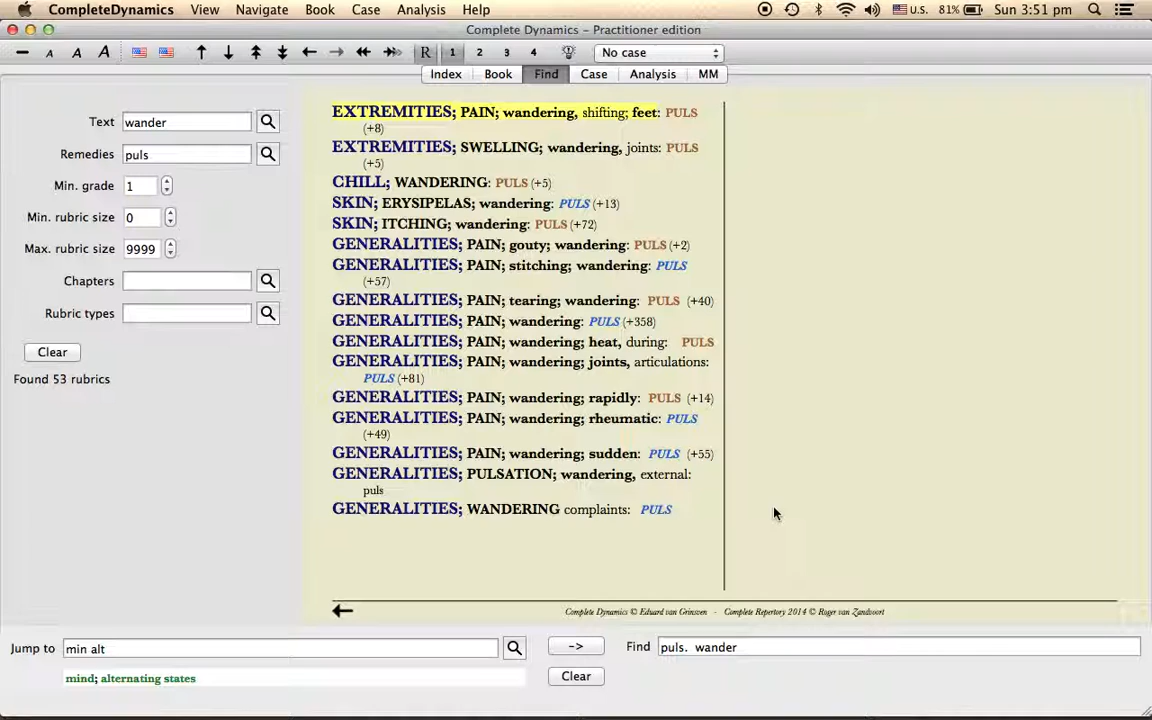 CompleteDynamics View Navigate Book Case Analysis Help U.S. 81% Sun 3:51 pm
Complete Dynamics – Practitioner edition
A A A R 1 2 3 4 No case
Index Book Find Case Analysis MM
Text wander
Remedies puls
Min. grade 1
Min. rubric size 0
Max. rubric size 9999
Chapters
Rubric types
Clear
Found 53 rubrics
EXTREMITIES; PAIN; wandering, shifting; feet: PULS
(+8)
EXTREMITIES; SWELLING; wandering, joints: PULS
(+5)
CHILL; WANDERING: PULS (+5)
SKIN; ERYSIPELAS; wandering: PULS (+13)
SKIN; ITCHING; wandering: PULS (+72)
GENERALITIES; PAIN; gouty; wandering: PULS (+2)
GENERALITIES; PAIN; stitching; wandering: PULS
(+57)
GENERALITIES; PAIN; tearing; wandering: PULS (+40)
GENERALITIES; PAIN; wandering: PULS (+358)
GENERALITIES; PAIN; wandering; heat, during: PULS
GENERALITIES; PAIN; wandering; joints, articulations:
PULS (+81)
GENERALITIES; PAIN; wandering; rapidly: PULS (+14)
GENERALITIES; PAIN; wandering; rheumatic: PULS
(+49)
GENERALITIES; PAIN; wandering; sudden: PULS (+55)
GENERALITIES; PULSATION; wandering, external:
puls
GENERALITIES; WANDERING complaints: PULS
Complete Dynamics © Eduard van Grinsven - Complete Repertory 2014 © Roger van Zandvoort
Jump to min alt -> Find puls. wander
mind; alternating states Clear